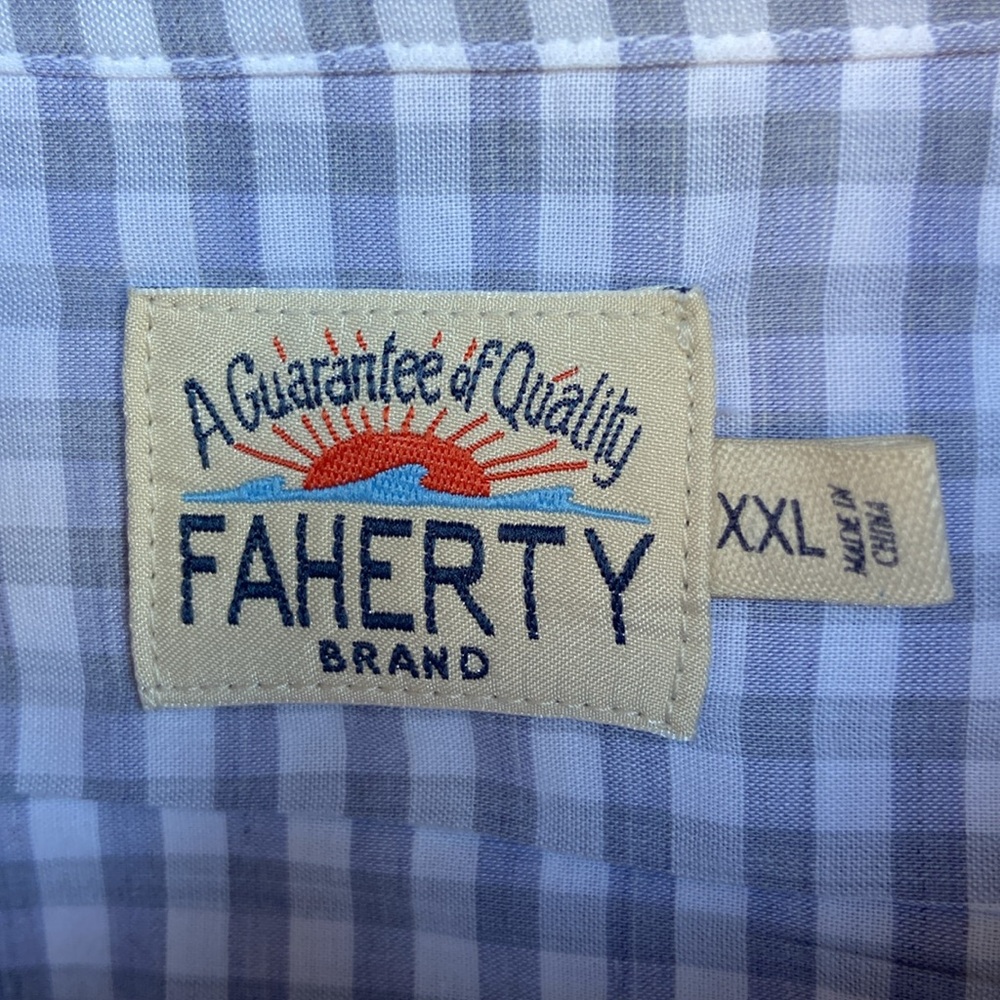 A Guarantee of Quality
FAHERTY
BRAND
XXL
MADE IN
CHINA